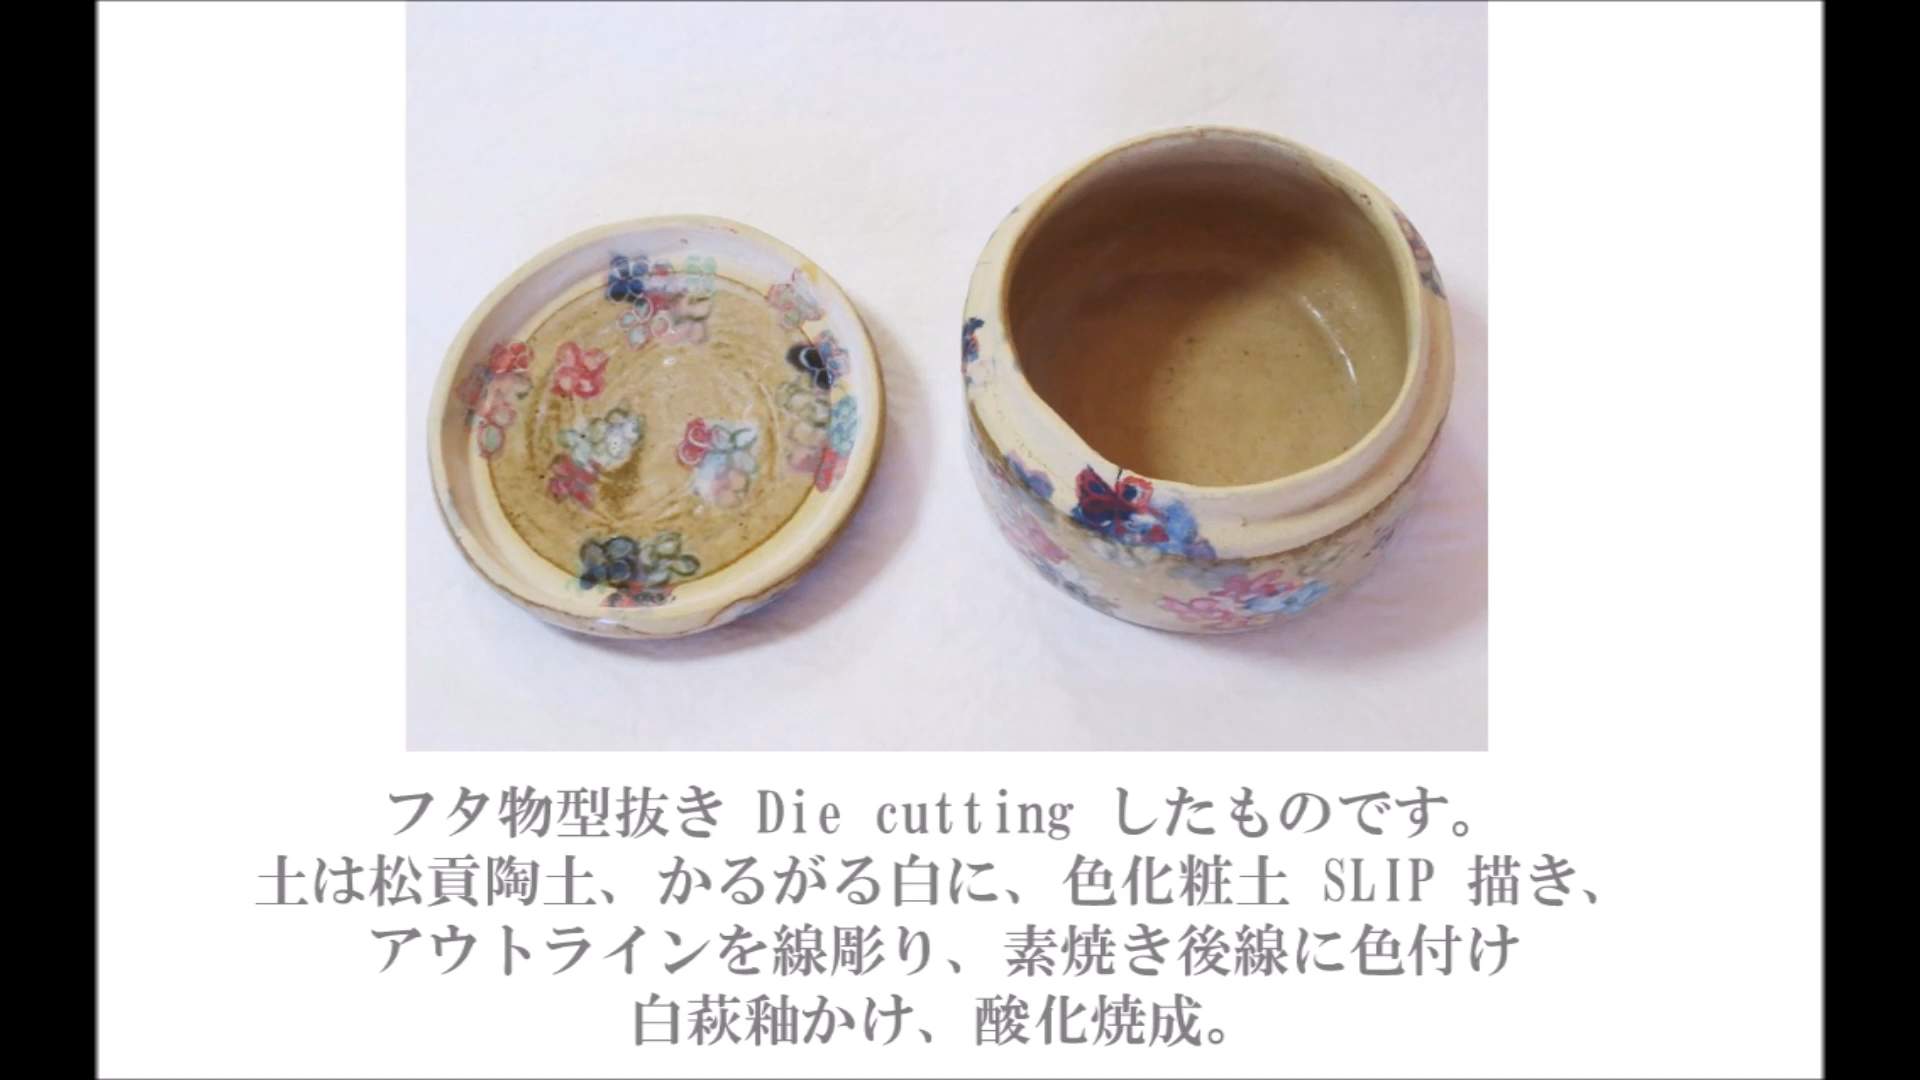 フタ物型抜き Die cutting したものです。
土は松貢陶土、かるがる白に、色化粧土 SLIP 描き、
アウトラインを線彫り、素焼き後線に色付け
白萩釉かけ、酸化焼成。